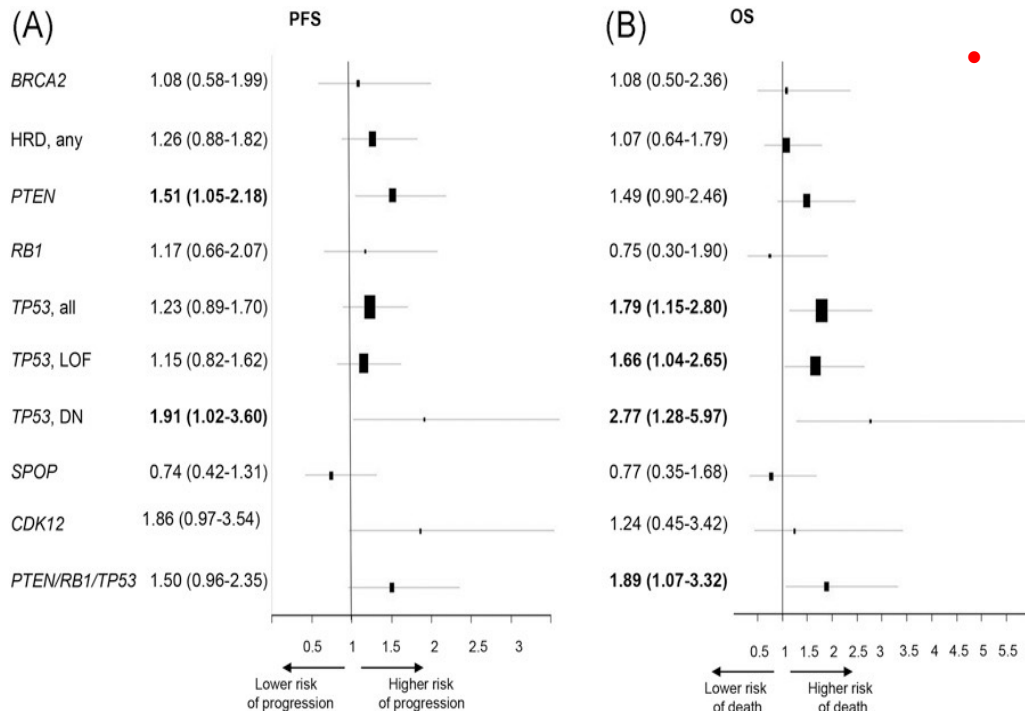 (A) PFS
BRCA2 1.08 (0.58-1.99)
HRD, any 1.26 (0.88-1.82)
PTEN 1.51 (1.05-2.18)
RB1 1.17 (0.66-2.07)
TP53, all 1.23 (0.89-1.70)
TP53, LOF 1.15 (0.82-1.62)
TP53, DN 1.91 (1.02-3.60)
SPOP 0.74 (0.42-1.31)
CDK12 1.86 (0.97-3.54)
PTEN/RB1/TP53 1.50 (0.96-2.35)
0.5 1 1.5 2 2.5 3
Lower risk of progression
Higher risk of progression
(B) OS
1.08 (0.50-2.36)
1.07 (0.64-1.79)
1.49 (0.90-2.46)
0.75 (0.30-1.90)
1.79 (1.15-2.80)
1.66 (1.04-2.65)
2.77 (1.28-5.97)
0.77 (0.35-1.68)
1.24 (0.45-3.42)
1.89 (1.07-3.32)
0.5 1 1.5 2 2.5 3 3.5 4 4.5 5 5.5
Lower risk of death
Higher risk of death